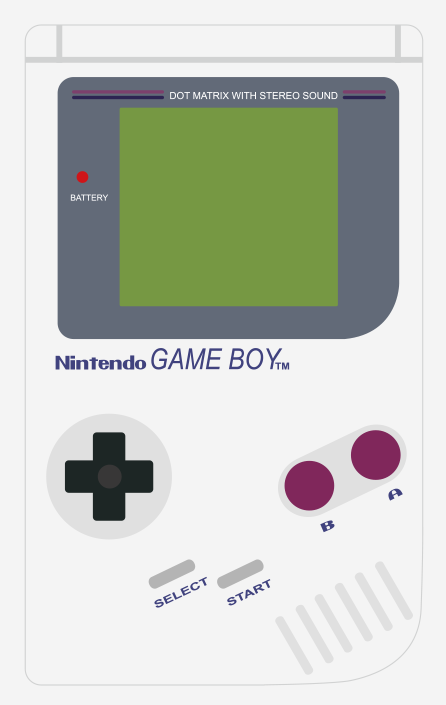 DOT MATRIX WITH STEREO SOUND
BATTERY
Nintendo GAME BOY™
A
B
SELECT
START